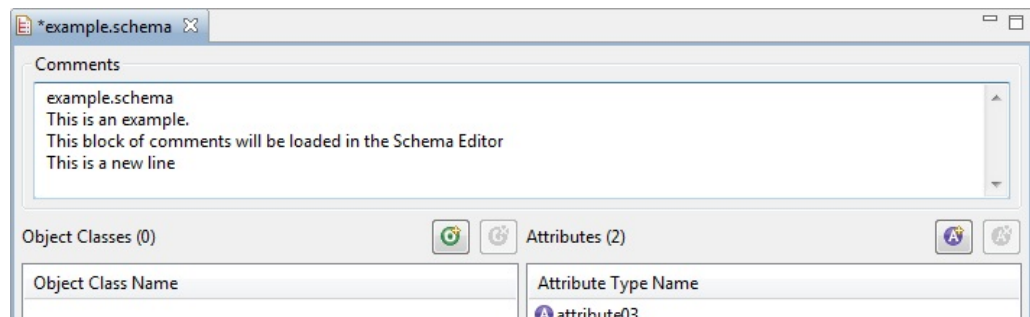 *example.schema
Comments
example.schema
This is an example.
This block of comments will be loaded in the Schema Editor
This is a new line
Object Classes (0)
Attributes (2)
Object Class Name
Attribute Type Name
attribute03